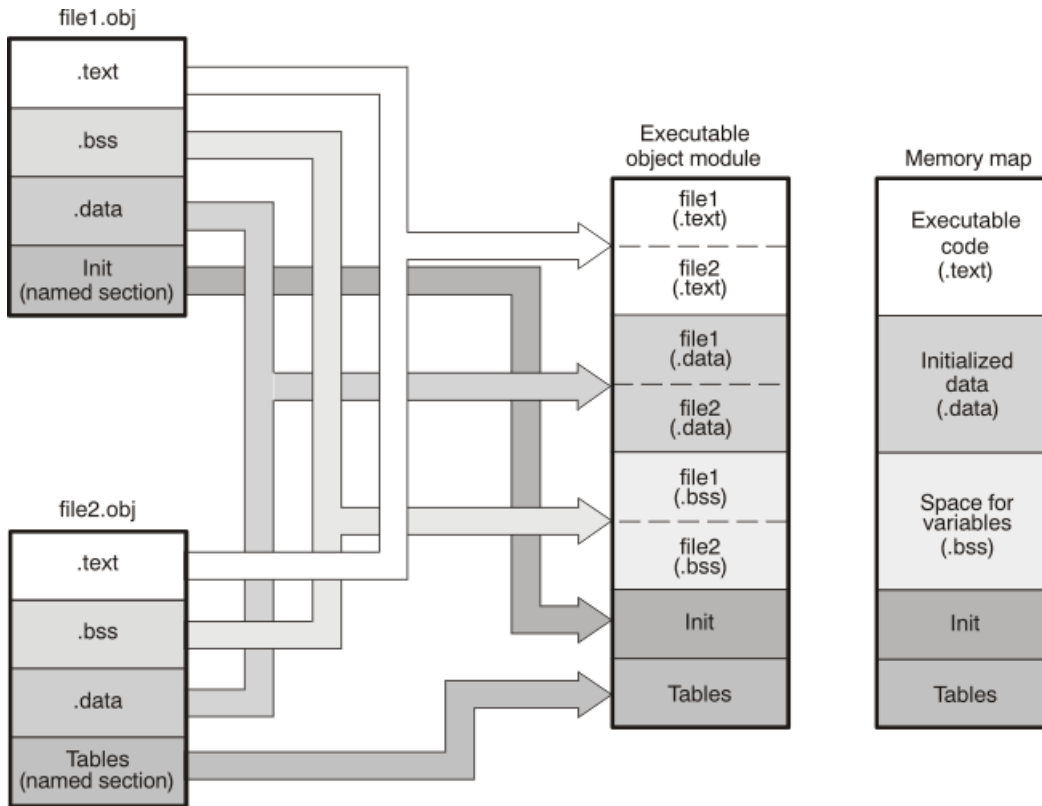 file1.obj
.text
.bss
.data
Init
(named section)
file2.obj
.text
.bss
.data
Tables
(named section)
Executable
object module
file1
(.text)
file2
(.text)
file1
(.data)
file2
(.data)
file1
(.bss)
file2
(.bss)
Init
Tables
Memory map
Executable
code
(.text)
Initialized
data
(.data)
Space for
variables
(.bss)
Init
Tables